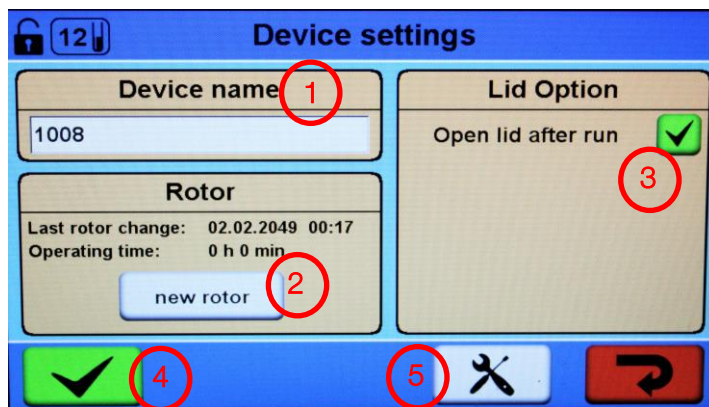 12
Device settings
Device name
1
1008
Rotor
Last rotor change: 02.02.2049 00:17
Operating time: 0 h 0 min
new rotor
2
Lid Option
Open lid after run
3
4
5